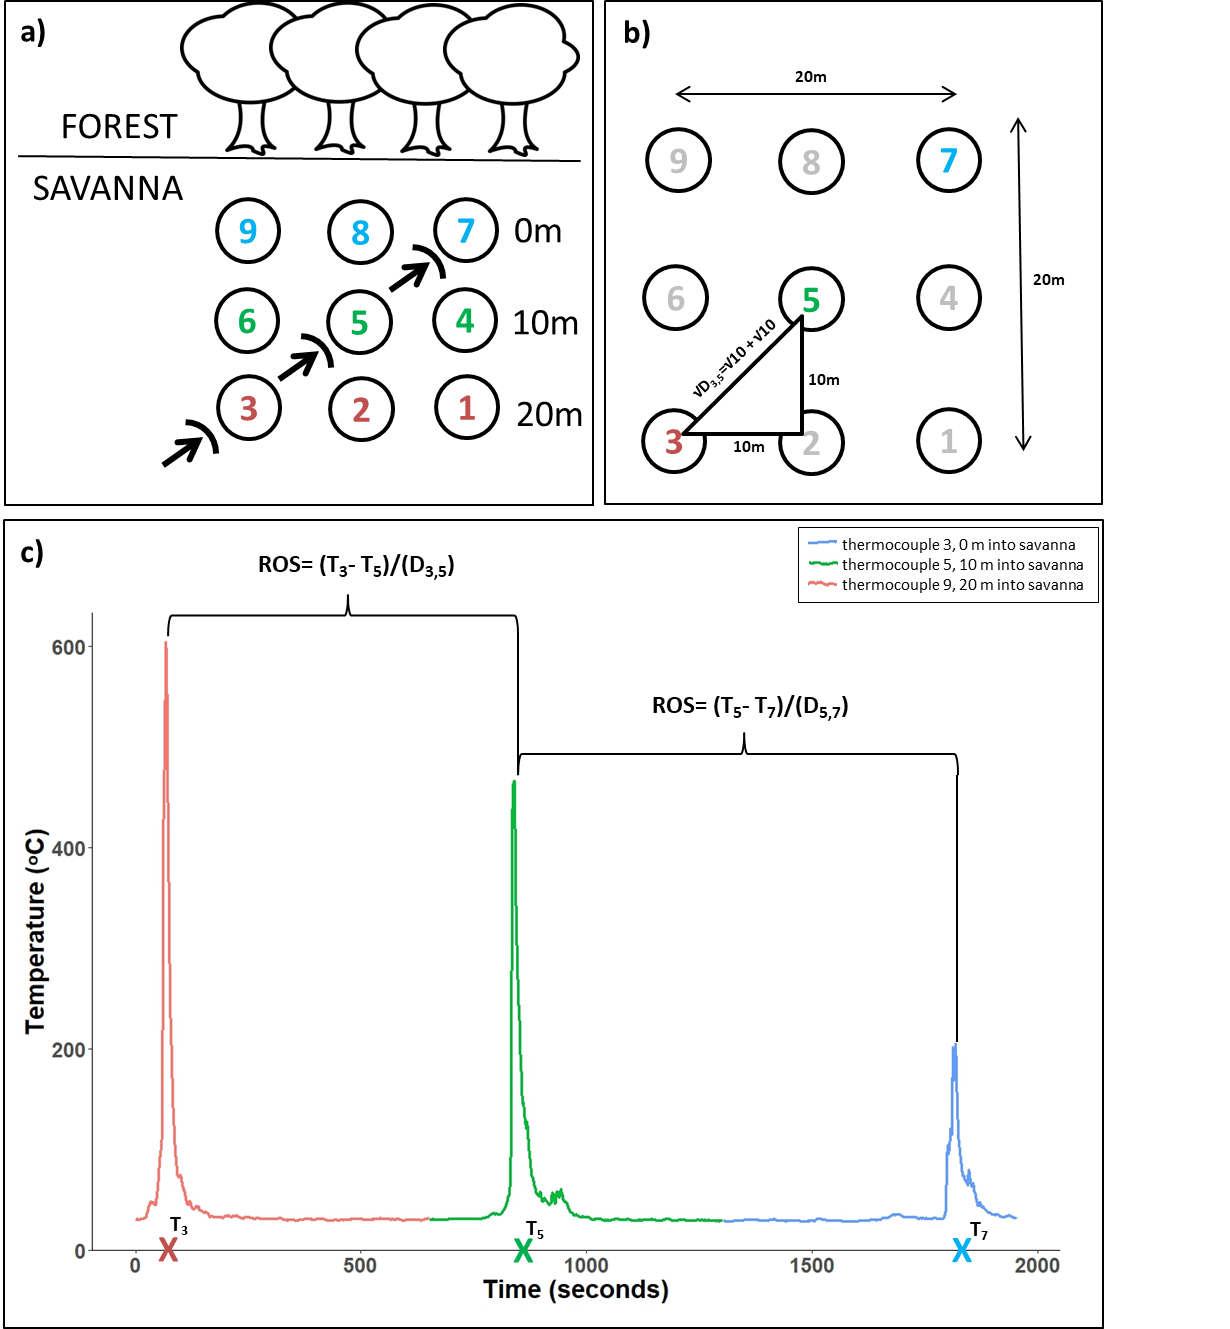 a)
FOREST
SAVANNA
9 8 7 0m
6 5 4 10m
3 2 1 20m
b)
20m
9 8 7
20m
6 5 4
√D3,5=√10 + √10
10m
3 2 1
10m
c)
thermocouple 3, 0 m into savanna
thermocouple 5, 10 m into savanna
thermocouple 9, 20 m into savanna
ROS= (T3- T5)/(D3,5)
ROS= (T5- T7)/(D5,7)
Temperature (oC)
600
400
200
0
T3
T5
T7
X X X
0 500 1000 1500 2000
Time (seconds)